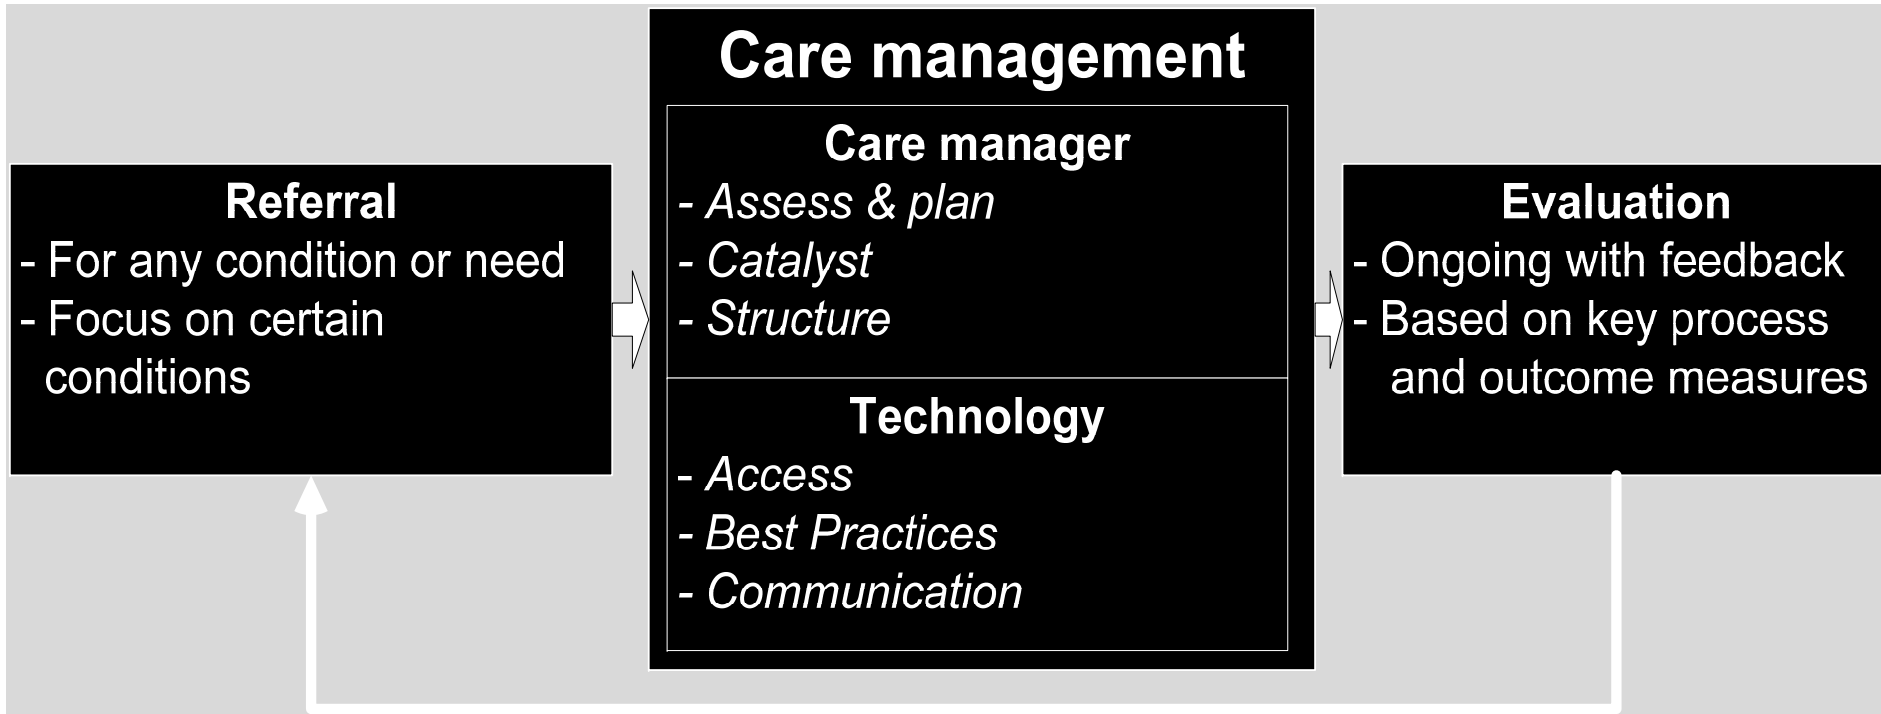 Care management
Care manager
- Assess & plan
- Catalyst
- Structure
Technology
- Access
- Best Practices
- Communication
Referral
- For any condition or need
- Focus on certain
conditions
Evaluation
- Ongoing with feedback
- Based on key process
and outcome measures